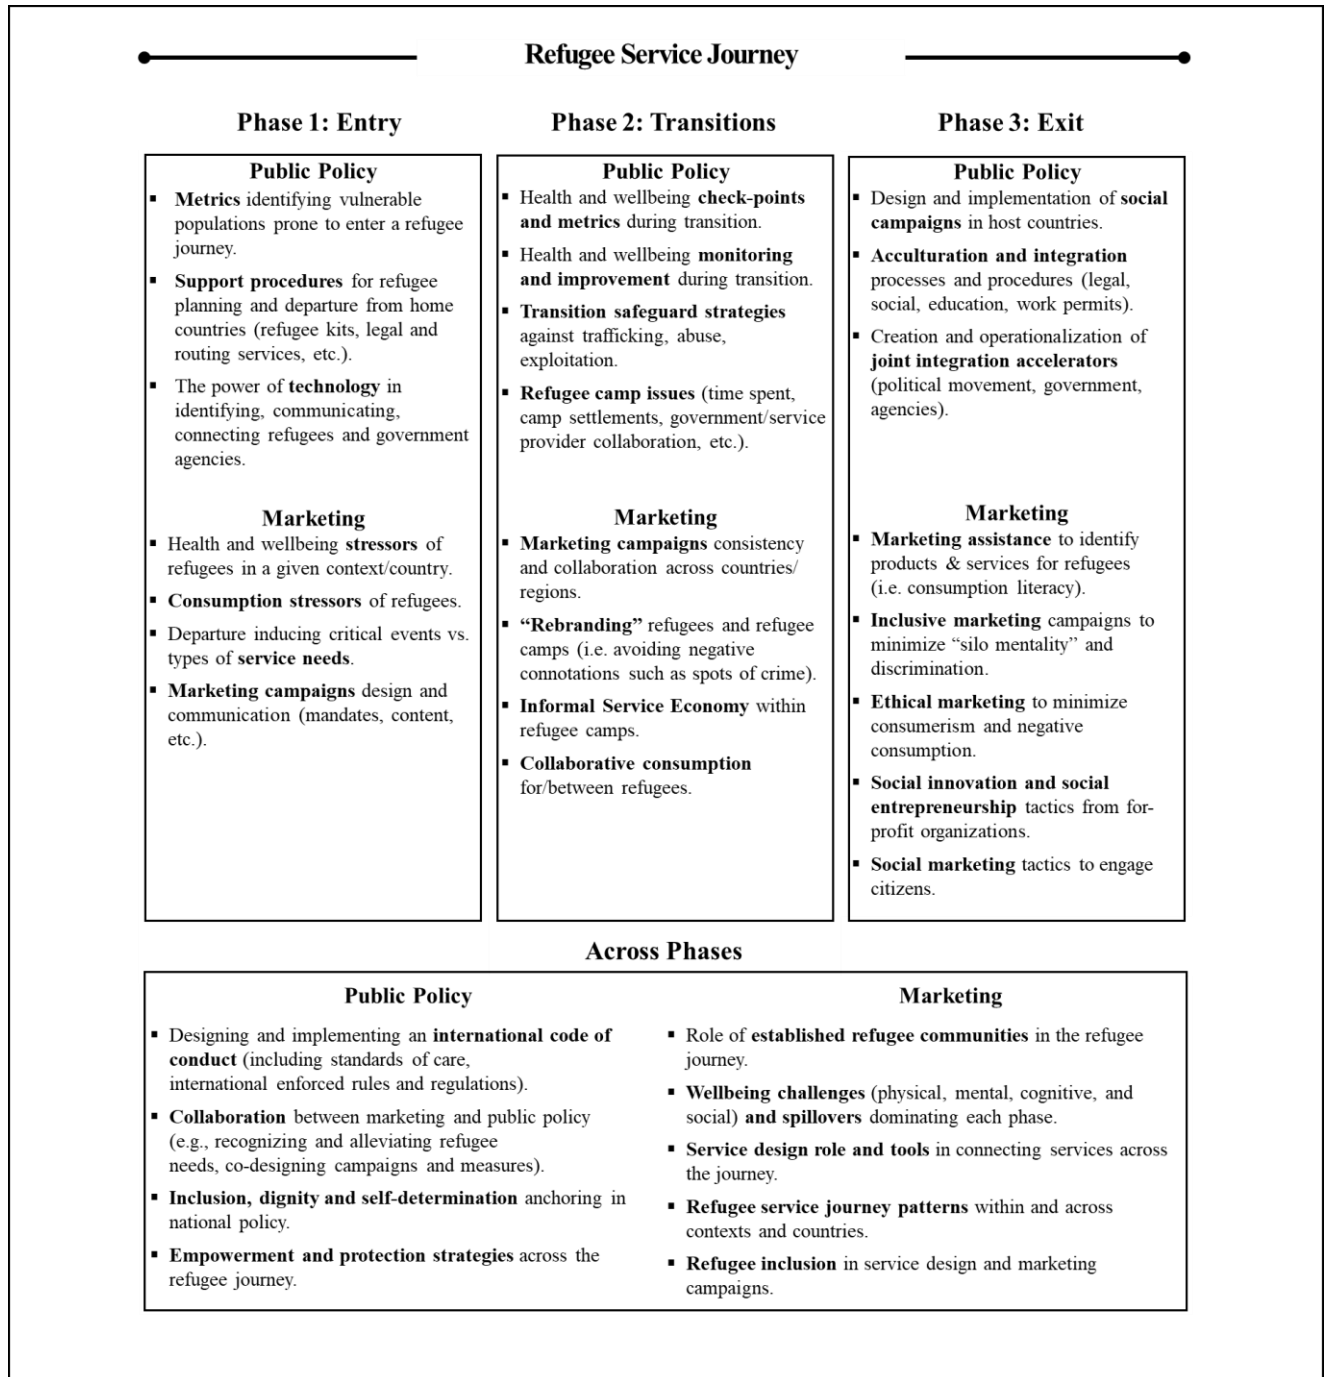 Refugee Service Journey
Phase 1: Entry
Public Policy
▪ Metrics identifying vulnerable
populations prone to enter a refugee
journey.
▪ Support procedures for refugee
planning and departure from home
countries (refugee kits, legal and
routing services, etc.).
▪ The power of technology in
identifying, communicating,
connecting refugees and government
agencies.
Marketing
▪ Health and wellbeing stressors of
refugees in a given context/country.
▪ Consumption stressors of refugees.
▪ Departure inducing critical events vs.
types of service needs.
▪ Marketing campaigns design and
communication (mandates, content,
etc.).
Phase 2: Transitions
Public Policy
▪ Health and wellbeing check-points
and metrics during transition.
▪ Health and wellbeing monitoring
and improvement during transition.
▪ Transition safeguard strategies
against trafficking, abuse,
exploitation.
▪ Refugee camp issues (time spent,
camp settlements, government/service
provider collaboration, etc.).
Marketing
▪ Marketing campaigns consistency
and collaboration across countries/
regions.
▪ “Rebranding” refugees and refugee
camps (i.e. avoiding negative
connotations such as spots of crime).
▪ Informal Service Economy within
refugee camps.
▪ Collaborative consumption
for/between refugees.
Phase 3: Exit
Public Policy
▪ Design and implementation of social
campaigns in host countries.
▪ Acculturation and integration
processes and procedures (legal,
social, education, work permits).
▪ Creation and operationalization of
joint integration accelerators
(political movement, government,
agencies).
Marketing
▪ Marketing assistance to identify
products & services for refugees
(i.e. consumption literacy).
▪ Inclusive marketing campaigns to
minimize “silo mentality” and
discrimination.
▪ Ethical marketing to minimize
consumerism and negative
consumption.
▪ Social innovation and social
entrepreneurship tactics from for-
profit organizations.
▪ Social marketing tactics to engage
citizens.
Across Phases
Public Policy
▪ Designing and implementing an international code of
conduct (including standards of care,
international enforced rules and regulations).
▪ Collaboration between marketing and public policy
(e.g., recognizing and alleviating refugee
needs, co-designing campaigns and measures).
▪ Inclusion, dignity and self-determination anchoring in
national policy.
▪ Empowerment and protection strategies across the
refugee journey.
Marketing
▪ Role of established refugee communities in the refugee
journey.
▪ Wellbeing challenges (physical, mental, cognitive, and
social) and spillovers dominating each phase.
▪ Service design role and tools in connecting services across
the journey.
▪ Refugee service journey patterns within and across
contexts and countries.
▪ Refugee inclusion in service design and marketing
campaigns.